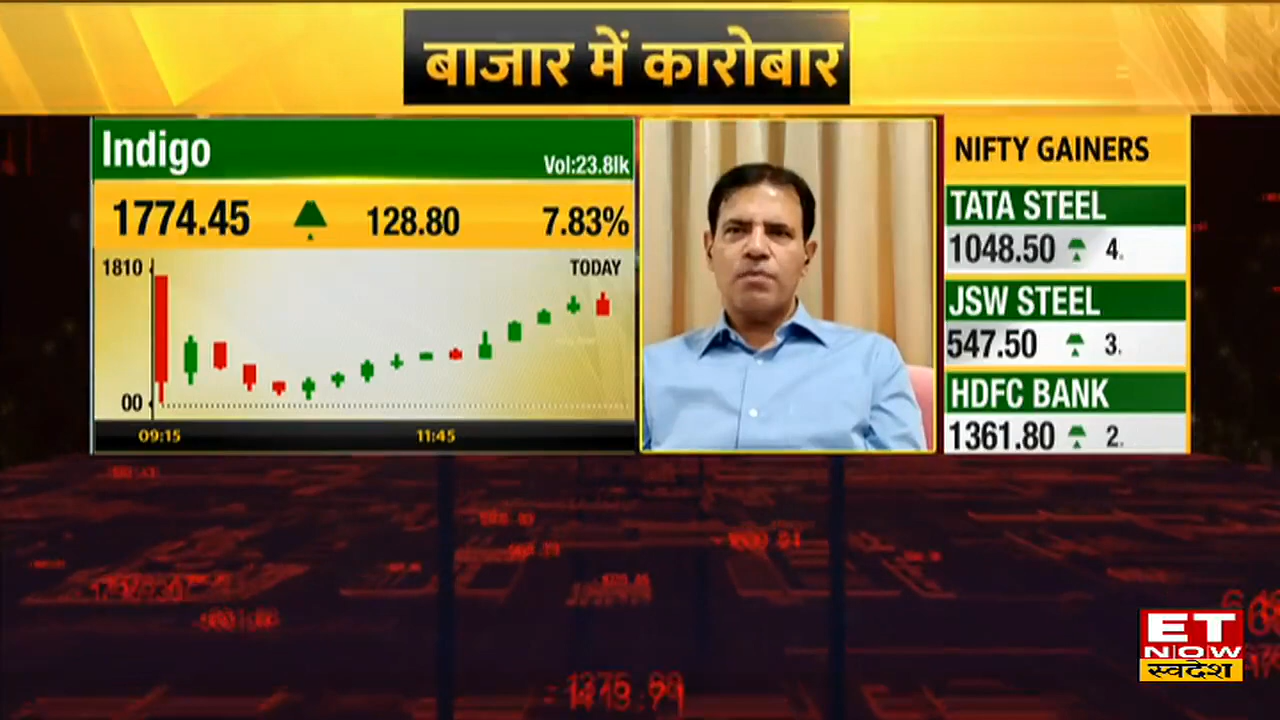 बाजार में कारोबार
Indigo
Vol:23.8lk
1774.45
128.80
7.83%
1810
TODAY
00
09:15
11:45
NIFTY GAINERS
TATA STEEL
1048.50
4.
JSW STEEL
547.50
3.
HDFC BANK
1361.80
2.
ET
NOW
स्वदेश